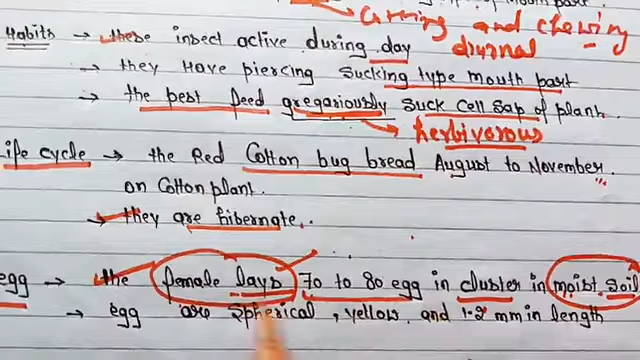 Cutting and chewing
Habits → these insect active during day diurnal
→ they Have piercing sucking type mouth part
→ the pest feed gregariously suck cell sap of plant.
herbivorous
ife cycle → the Red Cotton bug bread August to November.
on Cotton plant.
→ they are hibernate.
egg → the female lays 70 to 80 egg in cluster in moist soil
→ egg are spherical, yellow and 1.2 mm in length